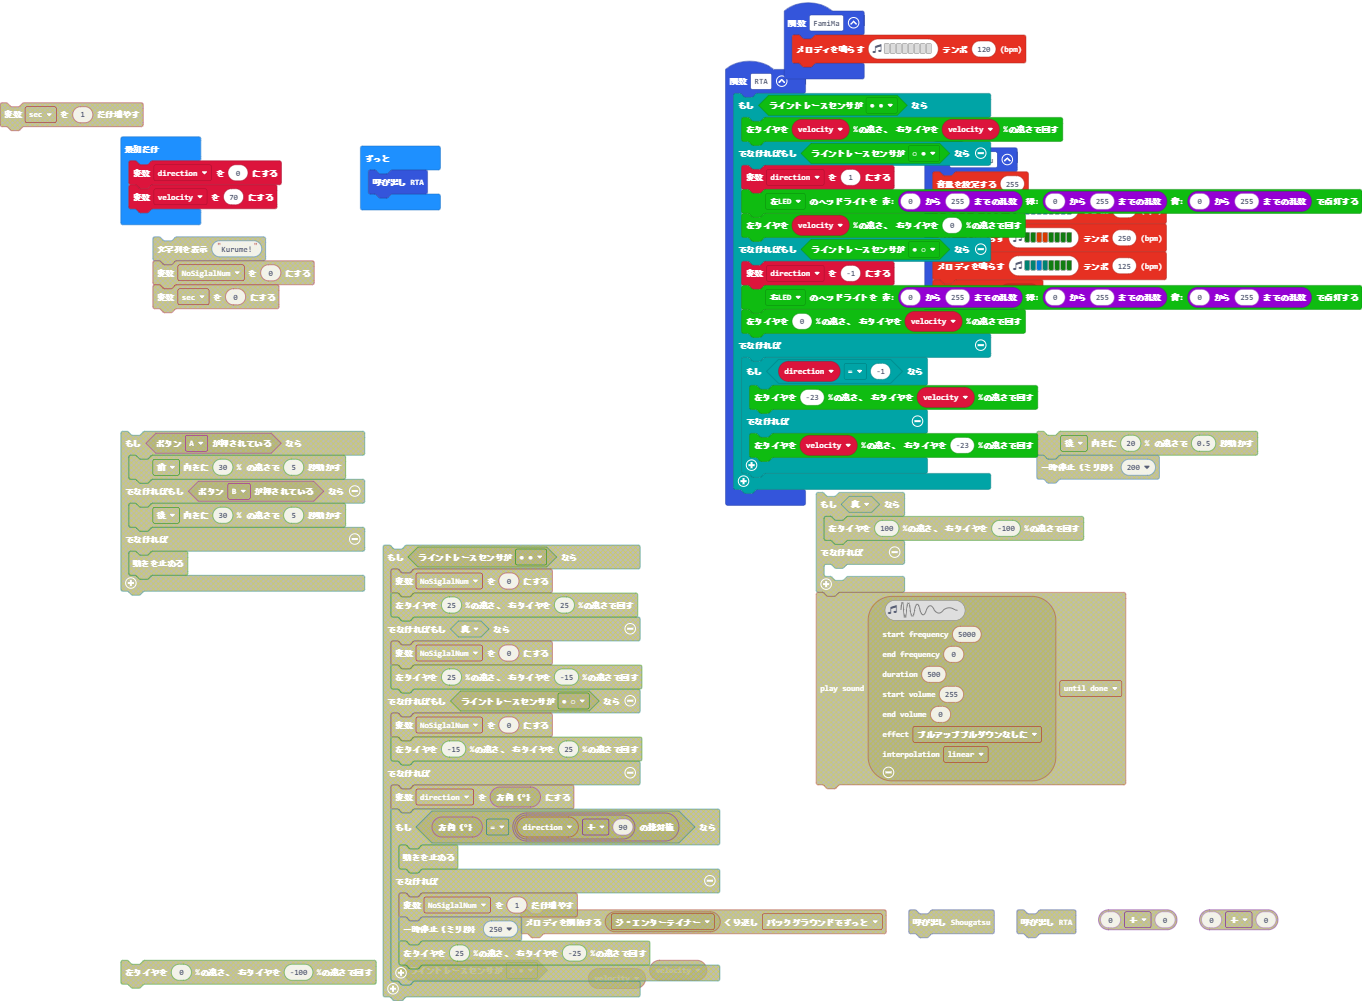 関数 FamiMa
メロディを鳴らす テンポ 120 (bpm)
関数 RTA
もし ライントレースセンサが ● ● なら
左タイヤを velocity %の速さ、右タイヤを velocity %の速さで回す
でなければもし ライントレースセンサが ○ ● なら
変数 direction を 1 にする
音量を設定する 255
左LED のヘッドライトを 赤: 0 から 255 までの乱数 緑: 0 から 255 までの乱数 青: 0 から 255 までの乱数 で点灯する
左タイヤを velocity %の速さ、右タイヤを 0 %の速さで回す
らす テンポ 250 (bpm)
でなければもし ライントレースセンサが ● ○ なら
メロディを鳴らす テンポ 125 (bpm)
変数 direction を -1 にする
右LED のヘッドライトを 赤: 0 から 255 までの乱数 緑: 0 から 255 までの乱数 青: 0 から 255 までの乱数 で点灯する
左タイヤを 0 %の速さ、右タイヤを velocity %の速さで回す
でなければ
もし direction = -1 なら
左タイヤを -23 %の速さ、右タイヤを velocity %の速さで回す
でなければ
左タイヤを velocity %の速さ、右タイヤを -23 %の速さで回す
変数 sec を 1 だけ増やす
最初だけ
変数 direction を 0 にする
変数 velocity を 70 にする
ずっと
呼び出し RTA
文字列を表示 "Kurume!"
変数 NoSiglalNum を 0 にする
変数 sec を 0 にする
もし ボタン A が押されている なら
前 向きに 30 % の速さで 5 秒動かす
でなければもし ボタン B が押されている なら
後 向きに 30 % の速さで 5 秒動かす
でなければ
動きを止める
後 向きに 20 % の速さで 0.5 秒動かす
一時停止 (ミリ秒) 200
もし 真 なら
左タイヤを 100 %の速さ、右タイヤを -100 %の速さで回す
でなければ
play sound
start frequency 5000
end frequency 0
duration 500
start volume 255
end volume 0
effect プルアッププルダウンなした
interpolation linear
until done
もし ライントレースセンサが ● ● なら
変数 NoSiglalNum を 0 にする
左タイヤを 25 %の速さ、右タイヤを 25 %の速さで回す
でなければもし 真 なら
変数 NoSiglalNum を 0 にする
左タイヤを 25 %の速さ、右タイヤを -15 %の速さで回す
でなければもし ライントレースセンサが ● ○ なら
変数 NoSiglalNum を 0 にする
左タイヤを -15 %の速さ、右タイヤを 25 %の速さで回す
でなければ
変数 direction を 方角 (°) にする
もし 方角 (°) = direction + 90 の絶対値 なら
動きを止める
でなければ
変数 NoSiglalNum を 1 だけ増やす
一時停止 (ミリ秒) 250
メロディを開始する ジ・エンターテイナー くり返し バックグラウンドでずっと
左タイヤを 25 %の速さ、右タイヤを -25 %の速さで回す
ライントレースセンサが
velocity
velocity
呼び出し Shougatsu
呼び出し RTA
0 + 0
0 + 0
左タイヤを 0 %の速さ、右タイヤを -100 %の速さで回す